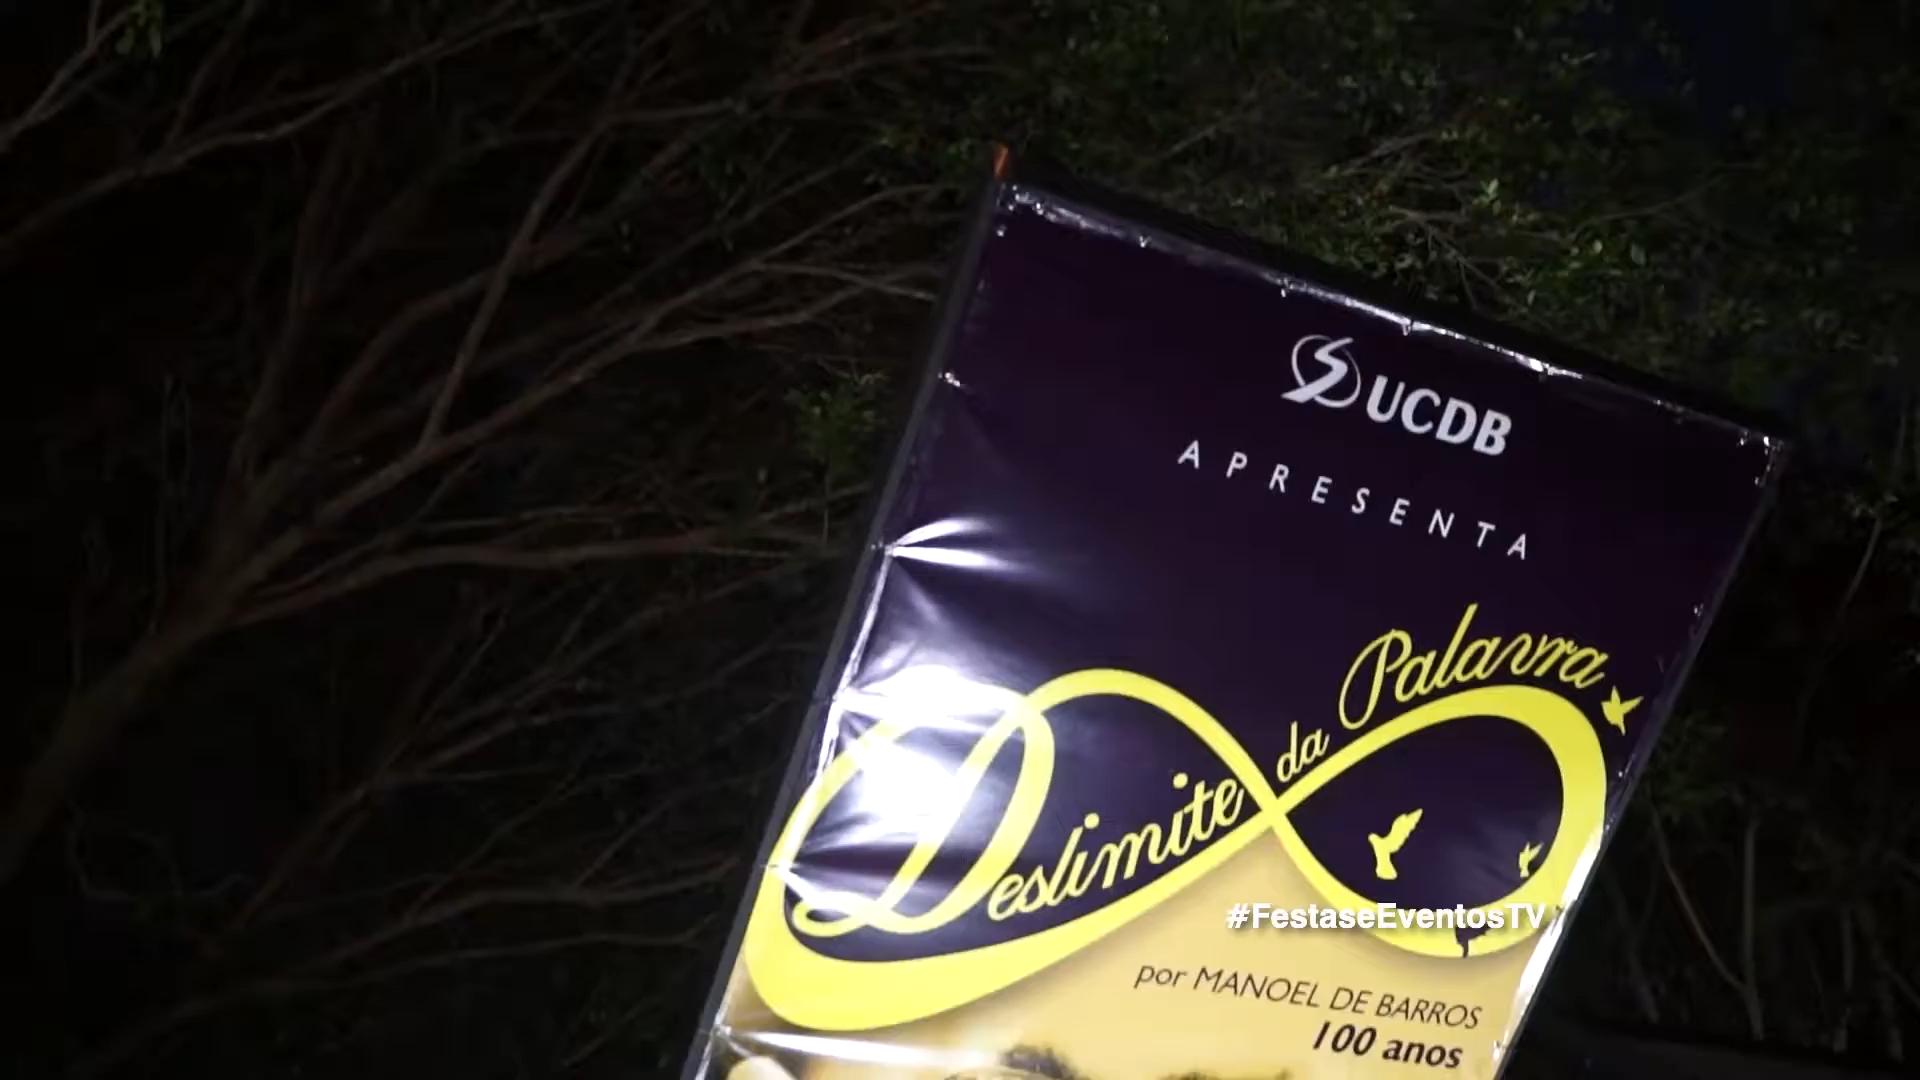 UCDB
APRESENTA
Deslimite da Palavra
#FestaseEventosTV
por MANOEL DE BARROS
100 anos